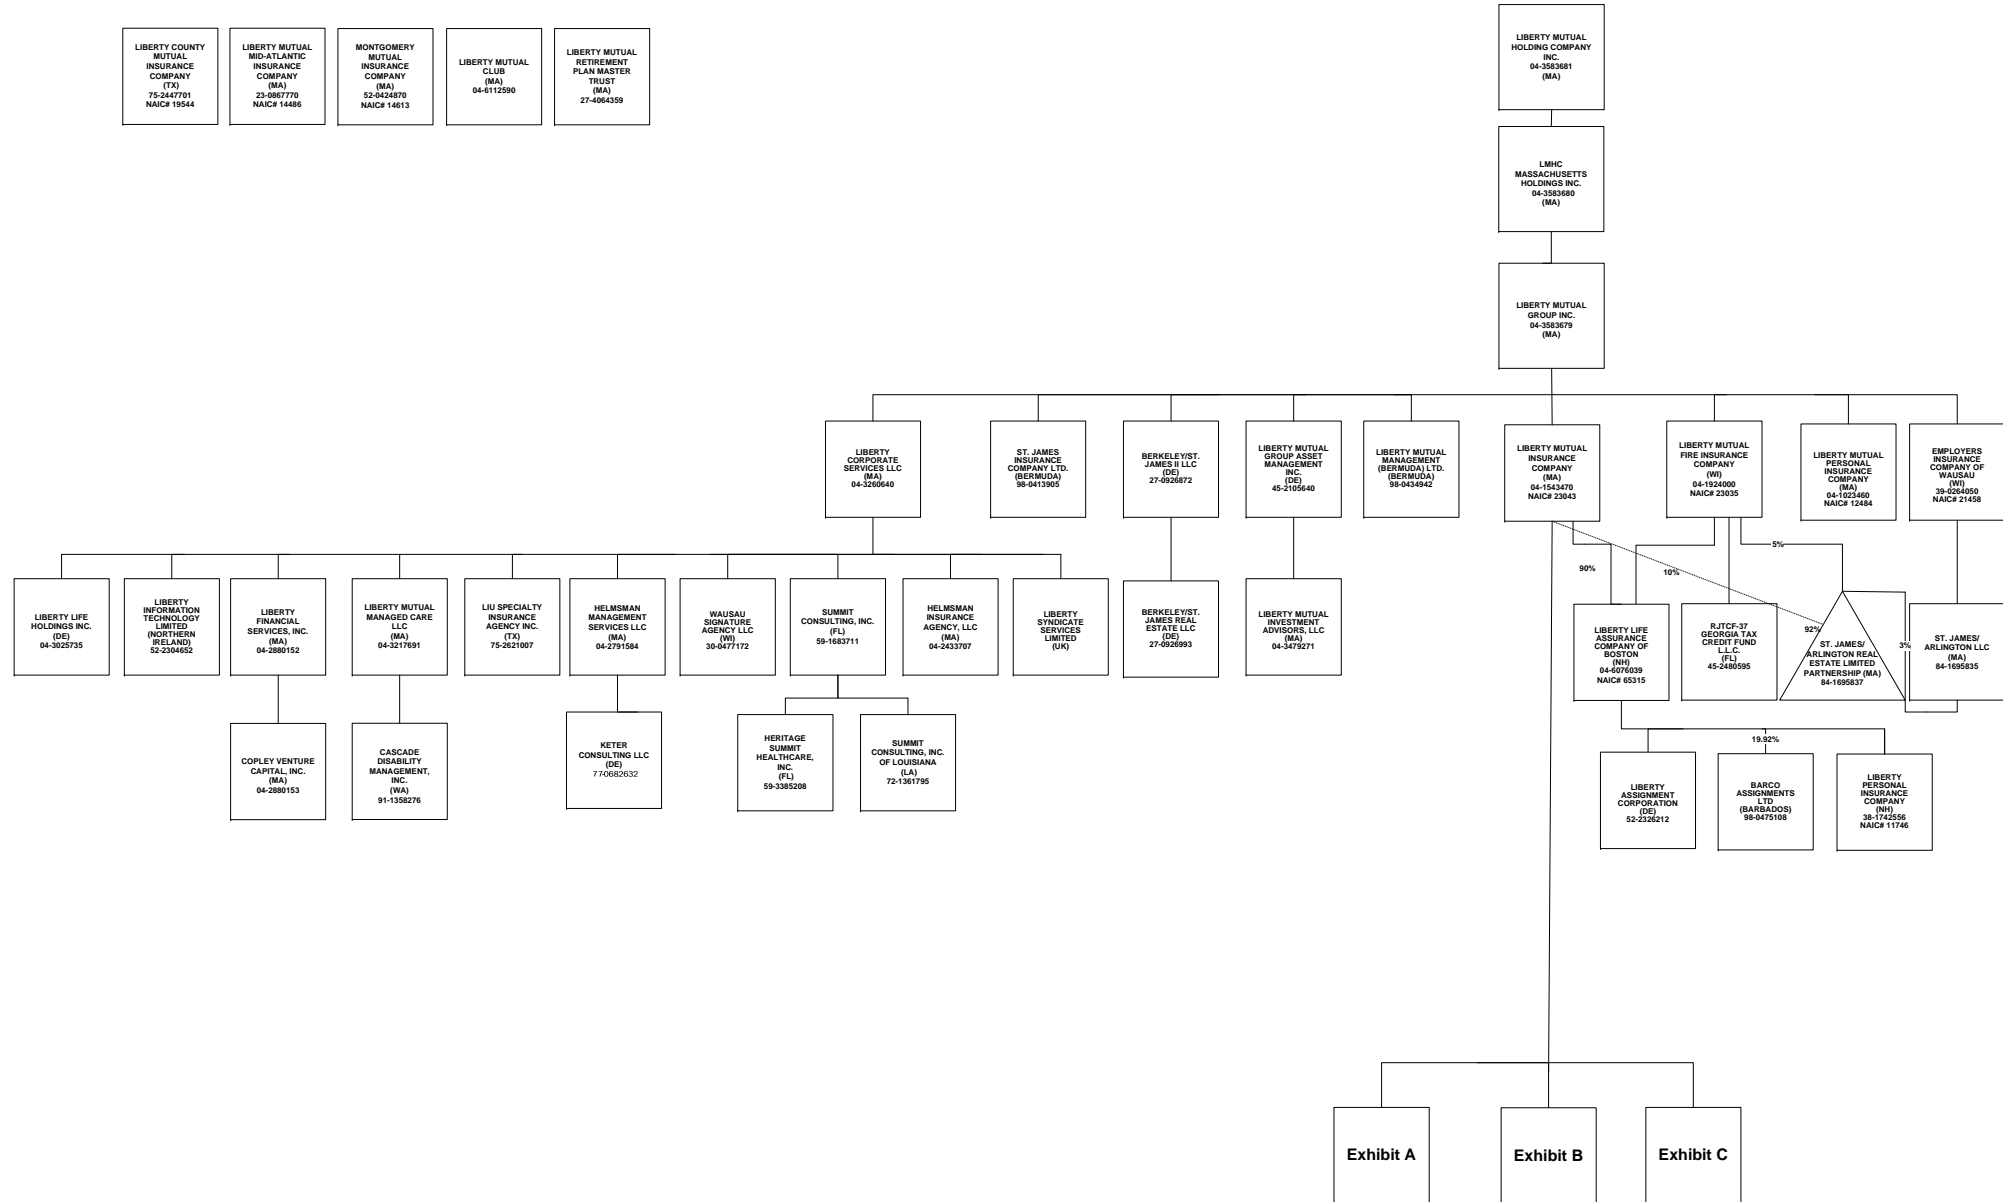 LIBERTY COUNTY
MUTUAL
INSURANCE
COMPANY
(TX)
75-2447701
NAIC# 19544
LIBERTY MUTUAL
MID-ATLANTIC
INSURANCE
COMPANY
(MA)
23-0867770
NAIC# 14486
MONTGOMERY
MUTUAL
INSURANCE
COMPANY
(MA)
52-0424870
NAIC# 14613
LIBERTY MUTUAL
CLUB
(MA)
04-6112590
LIBERTY MUTUAL
RETIREMENT
PLAN MASTER
TRUST
(MA)
27-4064359
LIBERTY MUTUAL
HOLDING COMPANY
INC.
04-3583681
(MA)
LMHC
MASSACHUSETTS
HOLDINGS INC.
04-3583680
(MA)
LIBERTY MUTUAL
GROUP INC.
04-3583679
(MA)
LIBERTY
CORPORATE
SERVICES LLC
(MA)
04-3260640
ST. JAMES
INSURANCE
COMPANY LTD.
(BERMUDA)
98-0413905
BERKELEY/ST.
JAMES II LLC
(DE)
27-0926872
LIBERTY MUTUAL
GROUP ASSET
MANAGEMENT
INC.
(DE)
45-2105640
LIBERTY MUTUAL
MANAGEMENT
(BERMUDA) LTD.
(BERMUDA)
98-0434942
LIBERTY MUTUAL
INSURANCE
COMPANY
(MA)
04-1543470
NAIC# 23043
LIBERTY MUTUAL
FIRE INSURANCE
COMPANY
(WI)
04-1924000
NAIC# 23035
LIBERTY MUTUAL
PERSONAL
INSURANCE
COMPANY
(MA)
04-1023460
NAIC# 12484
EMPLOYERS
INSURANCE
COMPANY OF
WAUSAU
(WI)
39-0264050
NAIC# 21458
5%
90%
10%
LIBERTY LIFE
HOLDINGS INC.
(DE)
04-3025735
LIBERTY
INFORMATION
TECHNOLOGY
LIMITED
(NORTHERN
IRELAND)
52-2304652
LIBERTY
FINANCIAL
SERVICES, INC.
(MA)
04-2880152
LIBERTY MUTUAL
MANAGED CARE
LLC
(MA)
04-3217691
LIU SPECIALTY
INSURANCE
AGENCY INC.
(TX)
75-2621007
HELMSMAN
MANAGEMENT
SERVICES LLC
(MA)
04-2791584
WAUSAU
SIGNATURE
AGENCY LLC
(WI)
30-0477172
SUMMIT
CONSULTING, INC.
(FL)
59-1683711
HELMSMAN
INSURANCE
AGENCY, LLC
(MA)
04-2433707
LIBERTY
SYNDICATE
SERVICES
LIMITED
(UK)
BERKELEY/ST.
JAMES REAL
ESTATE LLC
(DE)
27-0926993
LIBERTY MUTUAL
INVESTMENT
ADVISORS, LLC
(MA)
04-3479271
LIBERTY LIFE
ASSURANCE
COMPANY OF
BOSTON
(NH)
04-6076039
NAIC# 65315
RJTCF-37
GEORGIA TAX
CREDIT FUND
L.L.C.
(FL)
45-2480595
92%
ST. JAMES/
ARLINGTON REAL
ESTATE LIMITED
PARTNERSHIP (MA)
84-1695837
3%
ST. JAMES/
ARLINGTON LLC
(MA)
84-1695835
COPLEY VENTURE
CAPITAL, INC.
(MA)
04-2880153
CASCADE
DISABILITY
MANAGEMENT,
INC.
(WA)
91-1358276
KETER
CONSULTING LLC
(DE)
77-0682632
HERITAGE
SUMMIT
HEALTHCARE,
INC.
(FL)
59-3385208
SUMMIT
CONSULTING, INC.
OF LOUISIANA
(LA)
72-1361795
19.92%
LIBERTY
ASSIGNMENT
CORPORATION
(DE)
52-2326212
BARCO
ASSIGNMENTS
LTD
(BARBADOS)
98-0475108
LIBERTY
PERSONAL
INSURANCE
COMPANY
(NH)
38-1742556
NAIC# 11746
Exhibit A
Exhibit B
Exhibit C